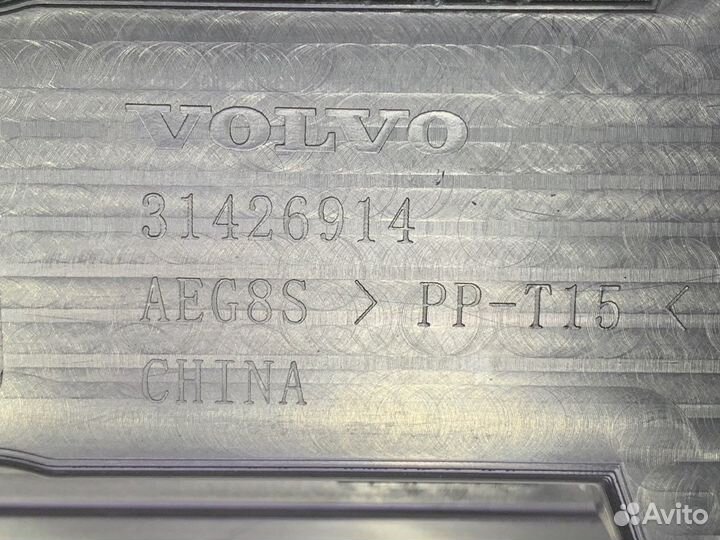 VOLVO
31426914
AEG8S > PP-T15 <
CHINA
Avito